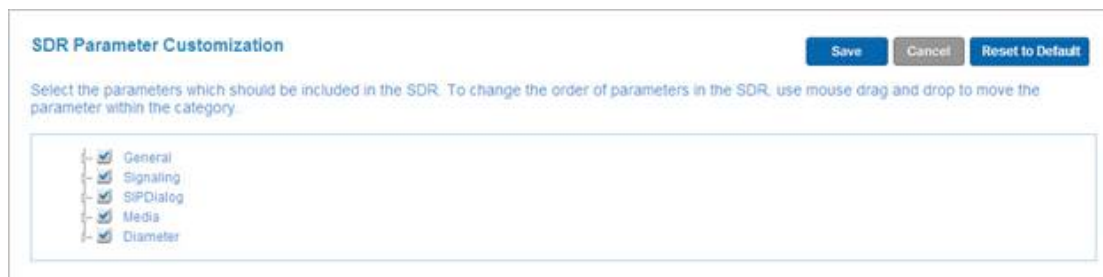 SDR Parameter Customization
Save Cancel Reset to Default
Select the parameters which should be included in the SDR. To change the order of parameters in the SDR, use mouse drag and drop to move the
parameter within the category.
General
Signaling
SIPDialog
Media
Diameter